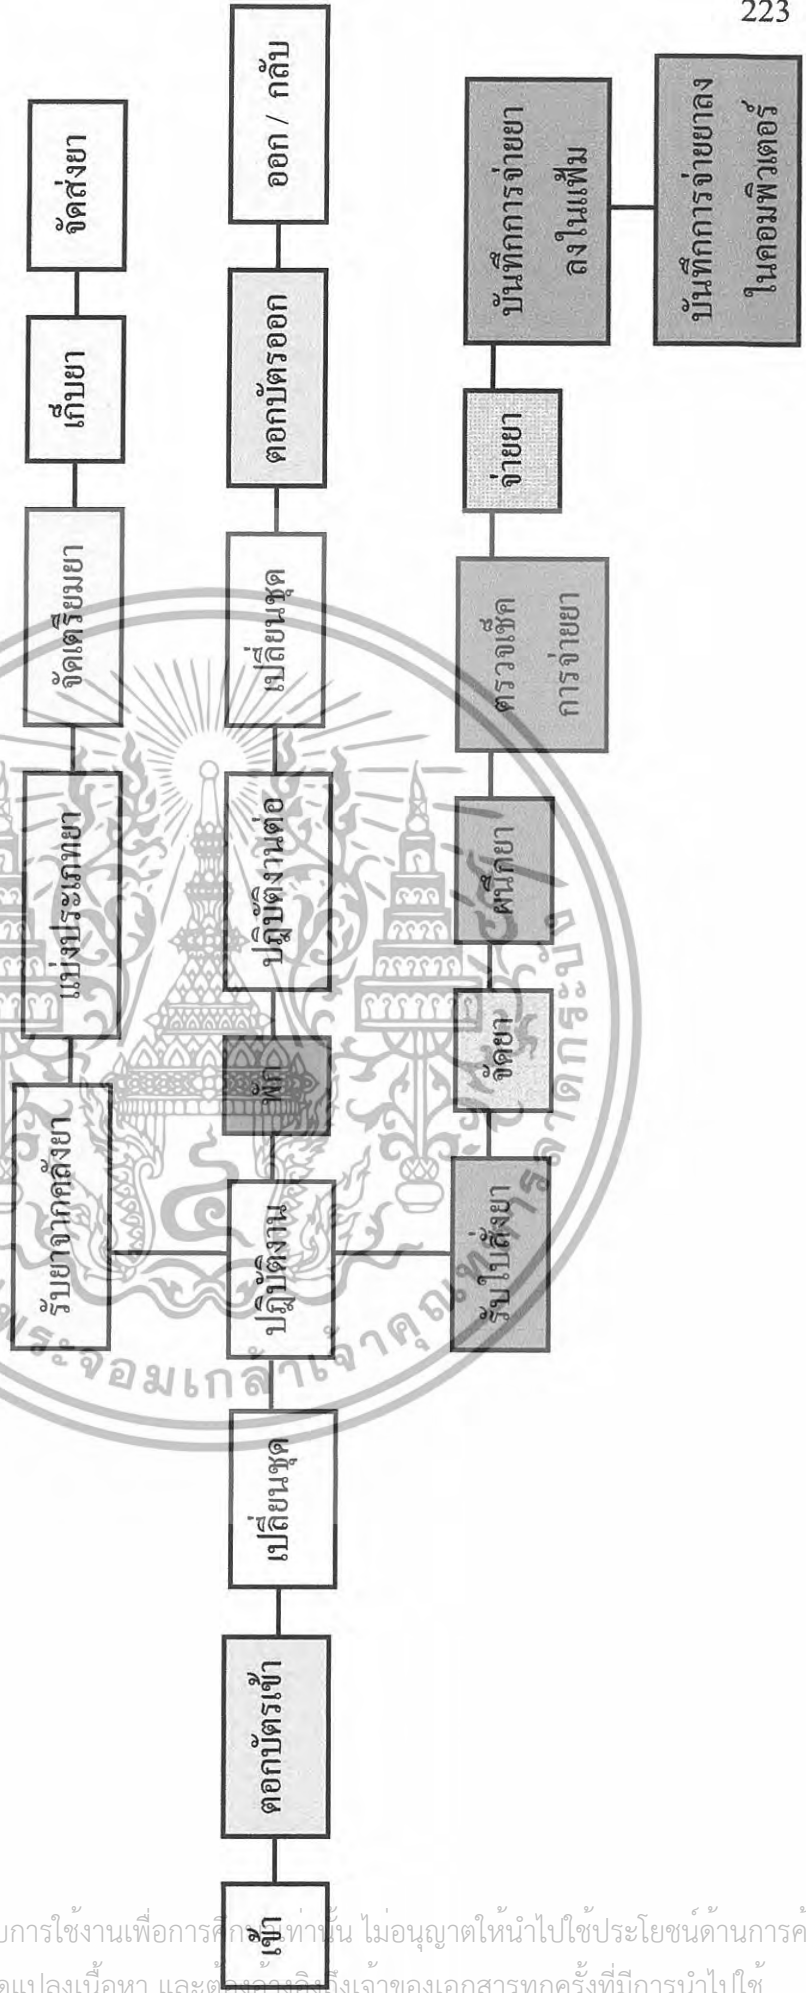 223
จัดส่งยา
เก็บยา
จัดเตรียมยา
แบ่งประเภทยา
รับยาจากคลังยา
ออก / กลับ
ตอกบัตรออก
เปลี่ยนชุด
ปฏิบัติงานต่อ
พัก
ปฏิบัติงาน
เปลี่ยนชุด
ตอกบัตรเข้า
เข้า
บันทึกการจ่ายยา
ลงในแฟ้ม
บันทึกการจ่ายยาลง
ในคอมพิวเตอร์
จ่ายยา
ตรวจเช็ค
การจ่ายยา
ผนึกยา
จัดยา
รับใบสั่งยา
พระจอมเกล้าเจ้าคุณทหารลาดกระบัง
บการใช้งานเพื่อการศึกษาเท่านั้น ไม่อนุญาตให้นำไปใช้ประโยชน์ด้านการค้
ดแปลงเนื้อหา และต้องอ้างอิงถึงเจ้าของเอกสารทุกครั้งที่มีการนำไปใช้